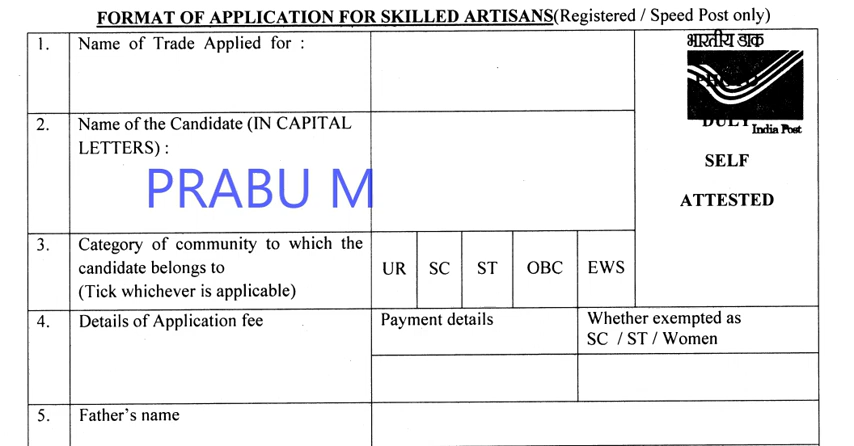 FORMAT OF APPLICATION FOR SKILLED ARTISANS(Registered / Speed Post only)
1. Name of Trade Applied for :
भारतीय डाक
DULY
India Post
SELF
ATTESTED
2. Name of the Candidate (IN CAPITAL
LETTERS) :
PRABU M
3. Category of community to which the
candidate belongs to
(Tick whichever is applicable)
UR SC ST OBC EWS
4. Details of Application fee
Payment details
Whether exempted as
SC / ST / Women
5. Father's name